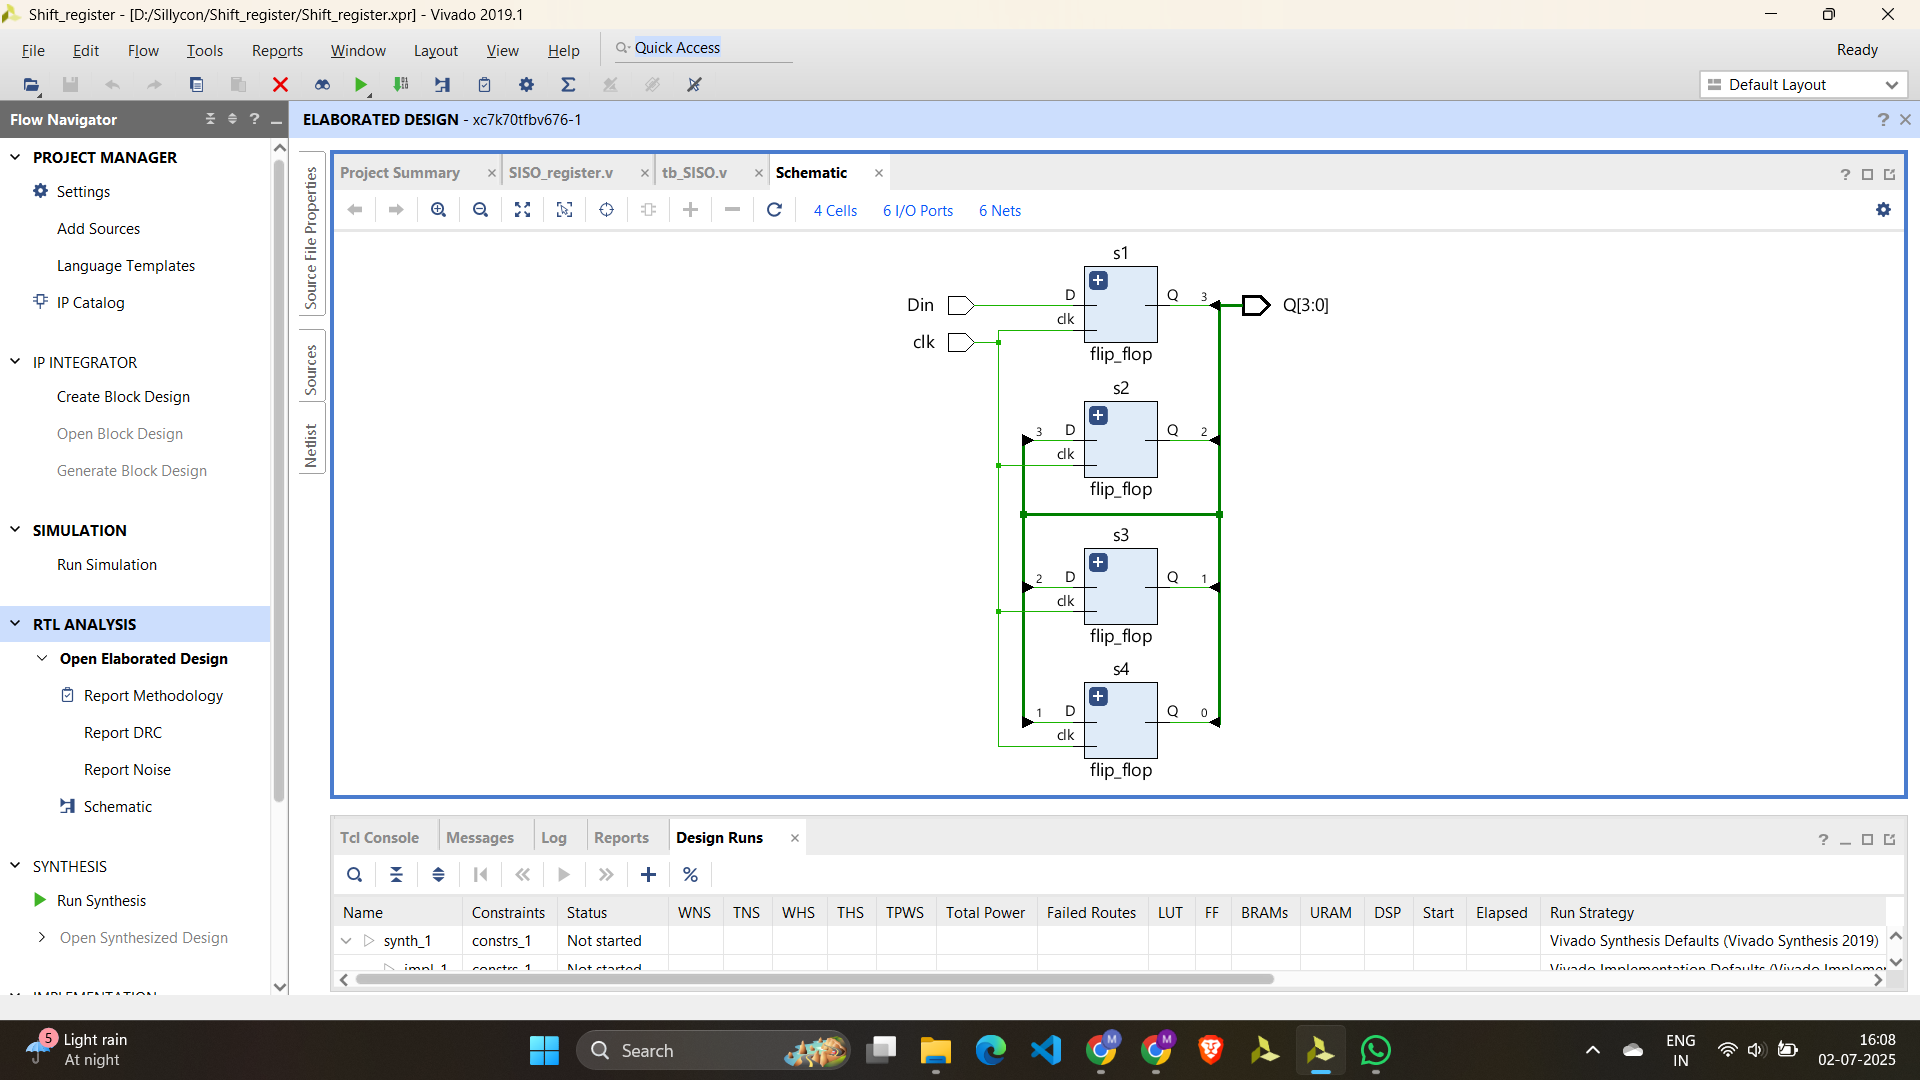 Shift_register - [D:/Sillycon/Shift_register/Shift_register.xpr] - Vivado 2019.1
File Edit Flow Tools Reports Window Layout View Help Quick Access Ready
Default Layout
Flow Navigator
ELABORATED DESIGN - xc7k70tfbv676-1
PROJECT MANAGER
Settings
Add Sources
Language Templates
IP Catalog
IP INTEGRATOR
Create Block Design
Open Block Design
Generate Block Design
SIMULATION
Run Simulation
RTL ANALYSIS
Open Elaborated Design
Report Methodology
Report DRC
Report Noise
Schematic
SYNTHESIS
Run Synthesis
Open Synthesized Design
IMPLEMENTATION
Source File Properties
Sources
Netlist
Project Summary SISO_register.v tb_SISO.v Schematic
4 Cells 6 I/O Ports 6 Nets
s1
Din D Q 3 Q[3:0]
clk clk
flip_flop
s2
3 D Q 2
clk
flip_flop
s3
2 D Q 1
clk
flip_flop
s4
1 D Q 0
clk
flip_flop
Tcl Console Messages Log Reports Design Runs
Name Constraints Status WNS TNS WHS THS TPWS Total Power Failed Routes LUT FF BRAMs URAM DSP Start Elapsed Run Strategy
synth_1 constrs_1 Not started Vivado Synthesis Defaults (Vivado Synthesis 2019)
impl_1 constrs_1 Not started Vivado Implementation Defaults (Vivado Impleme
5 Light rain
At night
Search
M M
ENG
IN
16:08
02-07-2025